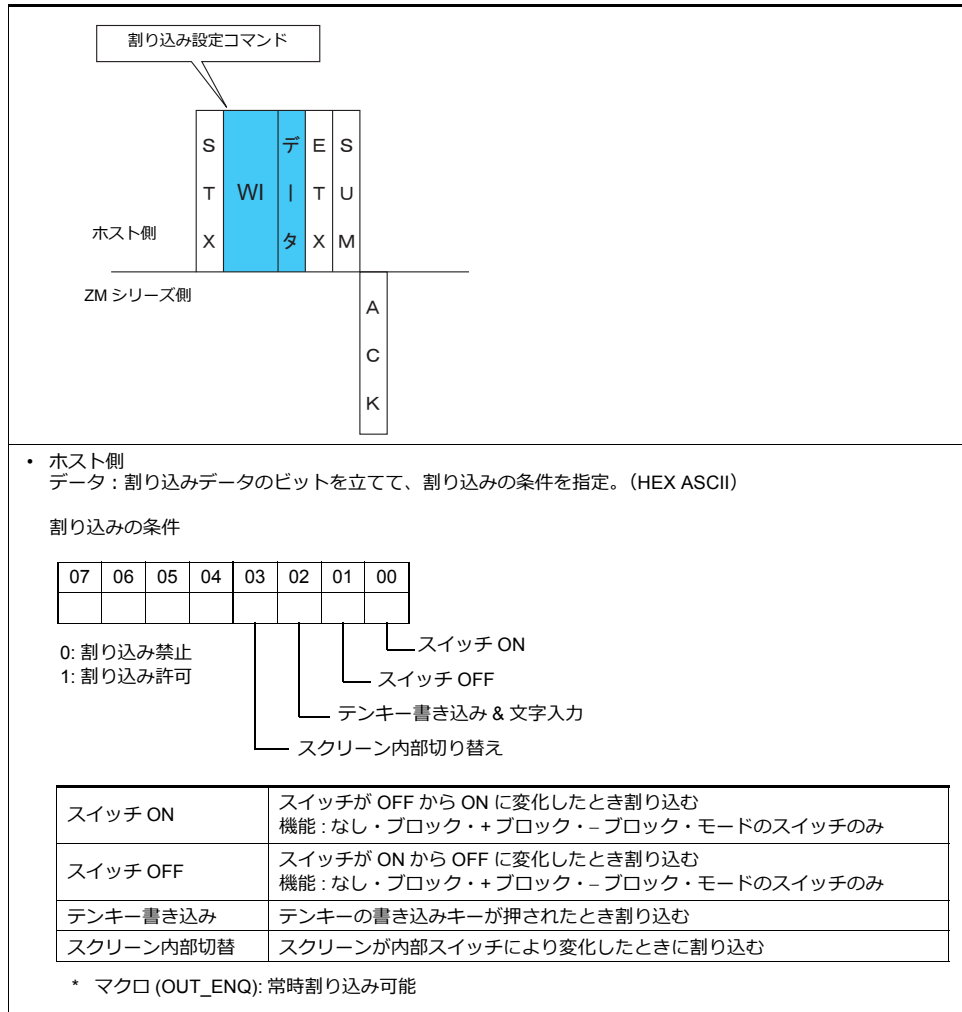 割り込み設定コマンド
STX
WI
データ
ETX
SUM
ホスト側
ZM シリーズ側
ACK
• ホスト側
データ：割り込みデータのビットを立てて、割り込みの条件を指定。（HEX ASCII）
割り込みの条件
07 06 05 04 03 02 01 00
0: 割り込み禁止
1: 割り込み許可
スイッチ ON
スイッチ OFF
テンキー書き込み & 文字入力
スクリーン内部切り替え
スイッチ ON
スイッチが OFF から ON に変化したとき割り込む
機能 : なし・ブロック・+ ブロック・– ブロック・モードのスイッチのみ
スイッチ OFF
スイッチが ON から OFF に変化したとき割り込む
機能 : なし・ブロック・+ ブロック・– ブロック・モードのスイッチのみ
テンキー書き込み
テンキーの書き込みキーが押されたとき割り込む
スクリーン内部切替
スクリーンが内部スイッチにより変化したときに割り込む
* マクロ (OUT_ENQ): 常時割り込み可能